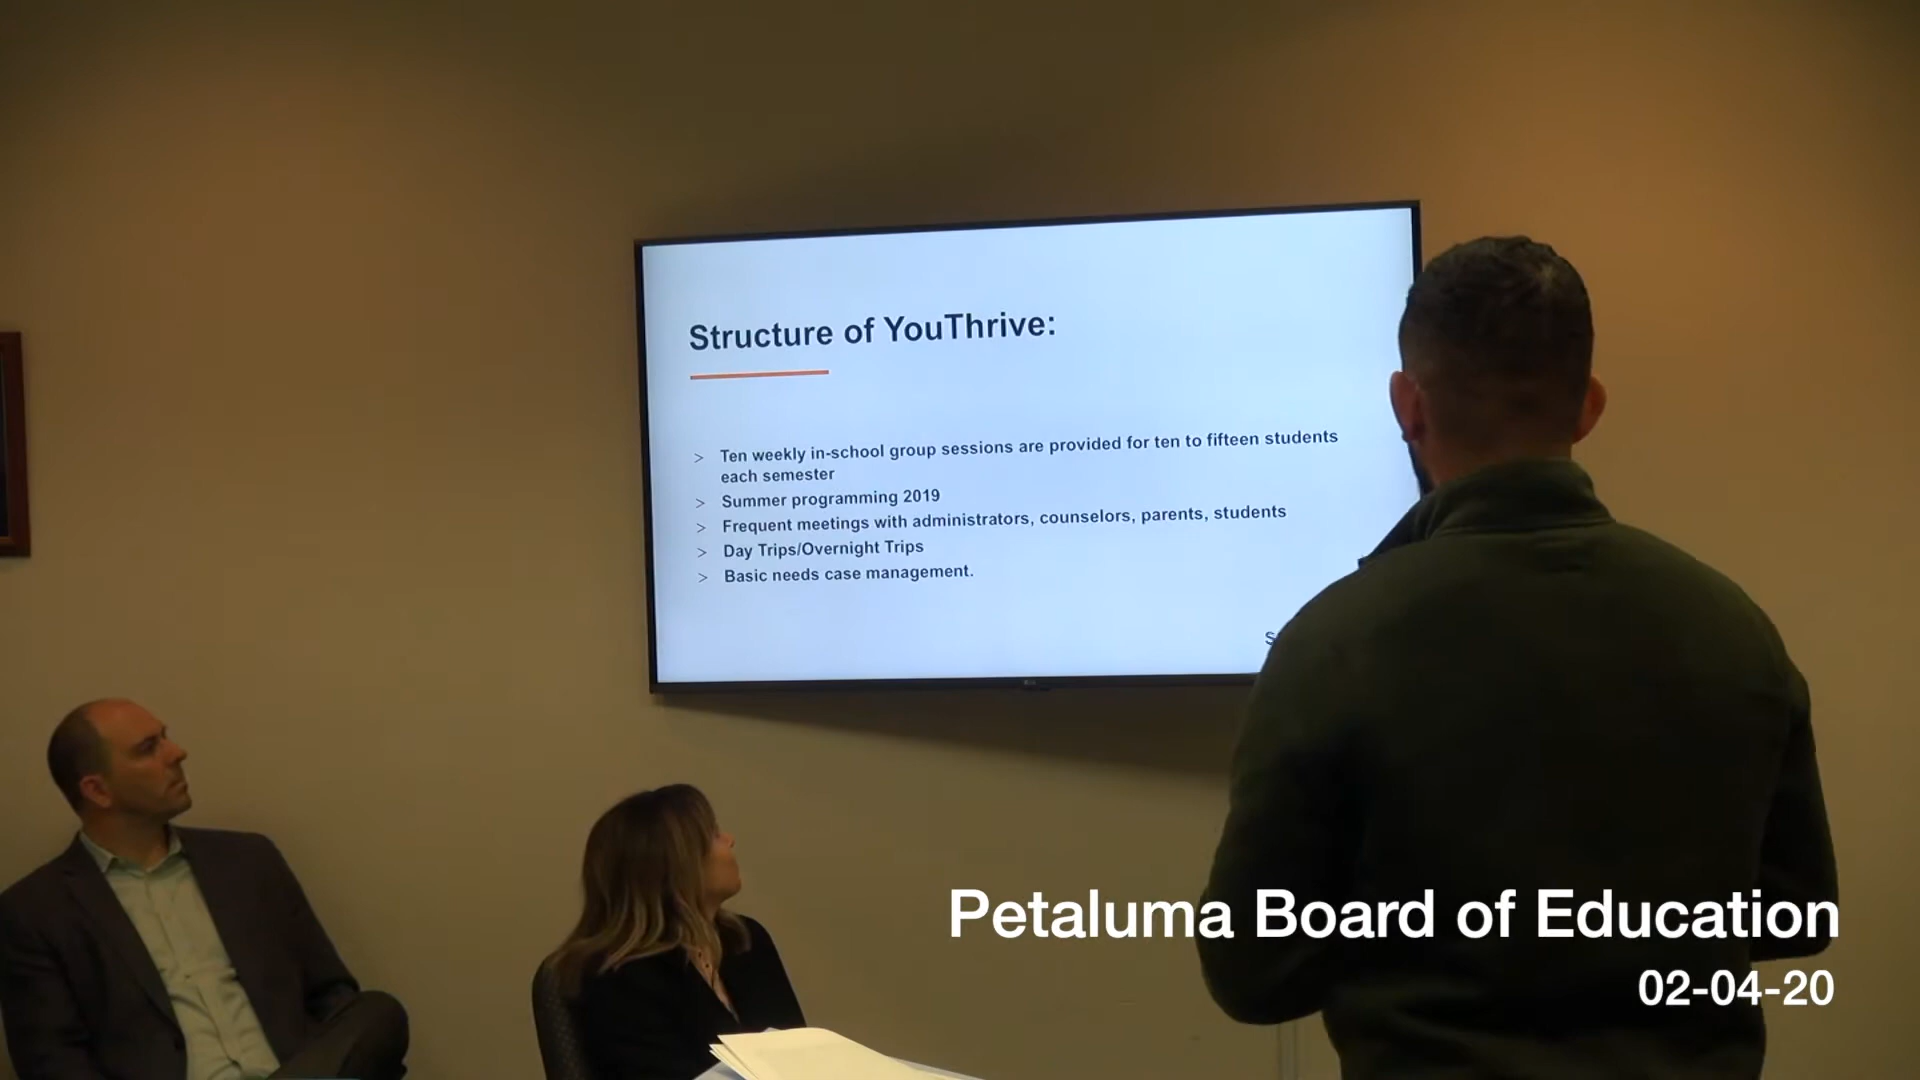 Structure of YouThrive:
> Ten weekly in-school group sessions are provided for ten to fifteen students
each semester
> Summer programming 2019
> Frequent meetings with administrators, counselors, parents, students
> Day Trips/Overnight Trips
> Basic needs case management.
Petaluma Board of Education
02-04-20